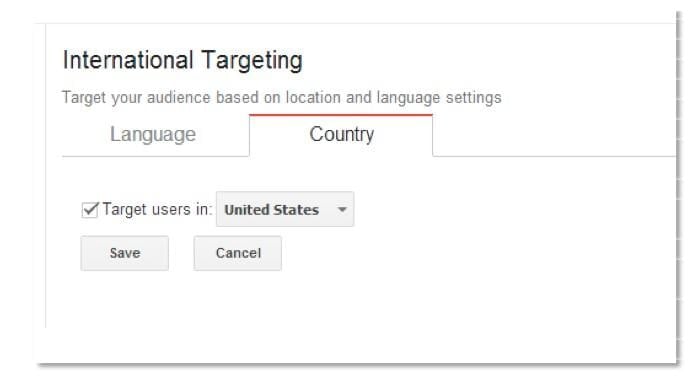 International Targeting
Target your audience based on location and language settings
Language Country
Target users in: United States
Save Cancel